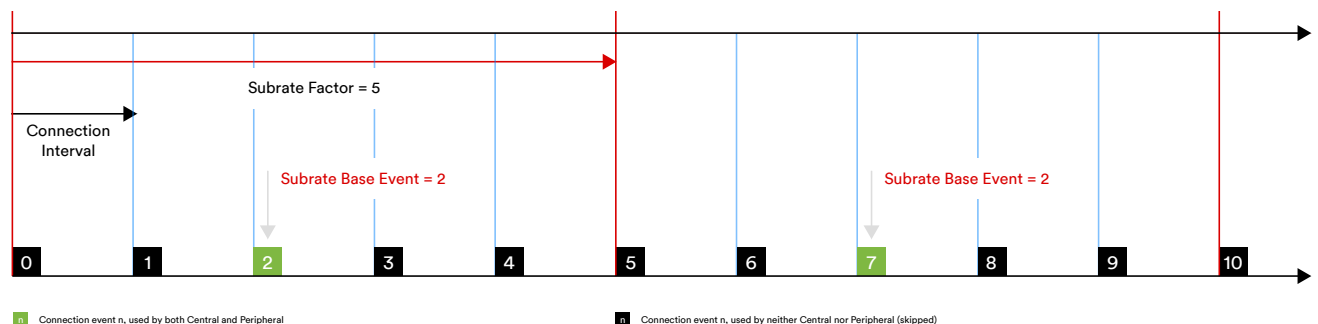 Subrate Factor = 5
Connection
Interval
Subrate Base Event = 2
Subrate Base Event = 2
0 1 2 3 4 5 6 7 8 9 10
n Connection event n, used by both Central and Peripheral
n Connection event n, used by neither Central nor Peripheral (skipped)